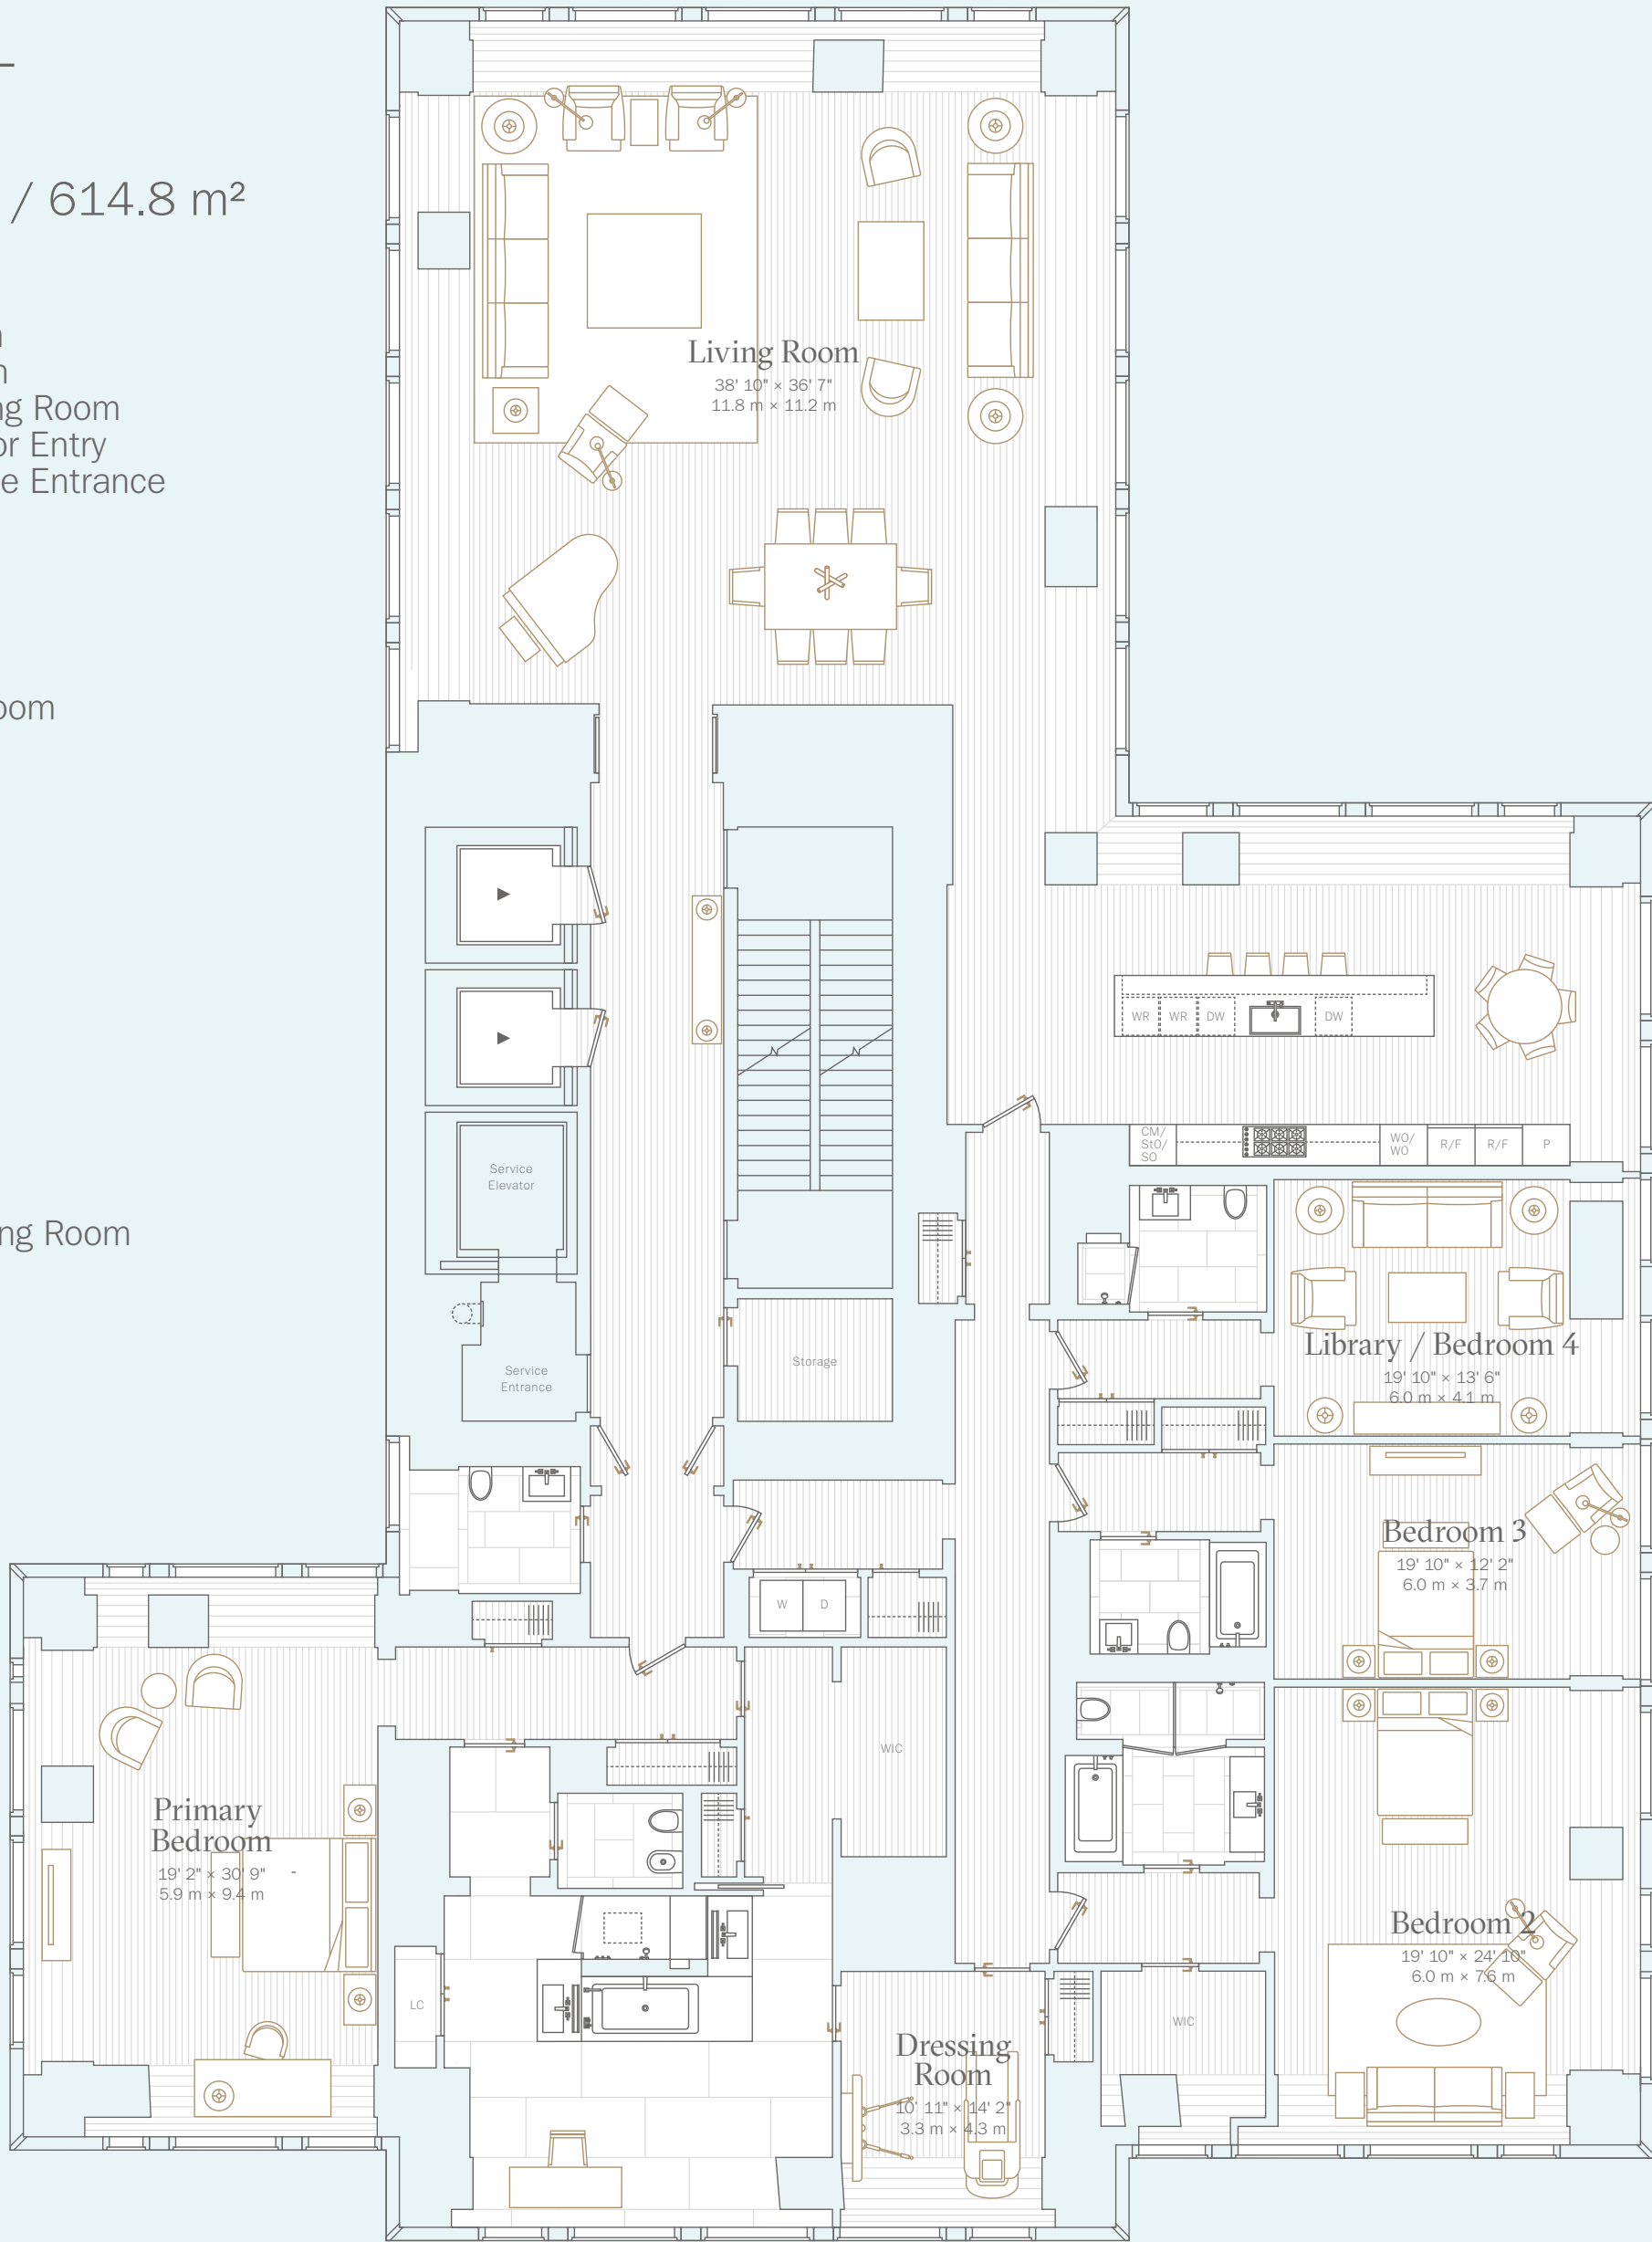 / 614.8 m²
ng Room
or Entry
e Entrance
oom
ng Room
Living Room
38' 10" × 36' 7"
11.8 m × 11.2 m
WR
WR
DW
DW
CM/
StO/
SO
WO/
WO
R/F
R/F
P
Service
Elevator
Service
Entrance
Storage
Library / Bedroom 4
19' 10" × 13' 6"
6.0 m × 4.1 m
Bedroom 3
19' 10" × 12' 2"
6.0 m × 3.7 m
W
D
WIC
Primary
Bedroom
19' 2" × 30' 9" -
5.9 m × 9.4 m
Bedroom 2
19' 10" × 24' 10"
6.0 m × 7.6 m
LC
WIC
Dressing
Room
10' 11" × 14' 2"
3.3 m × 4.3 m